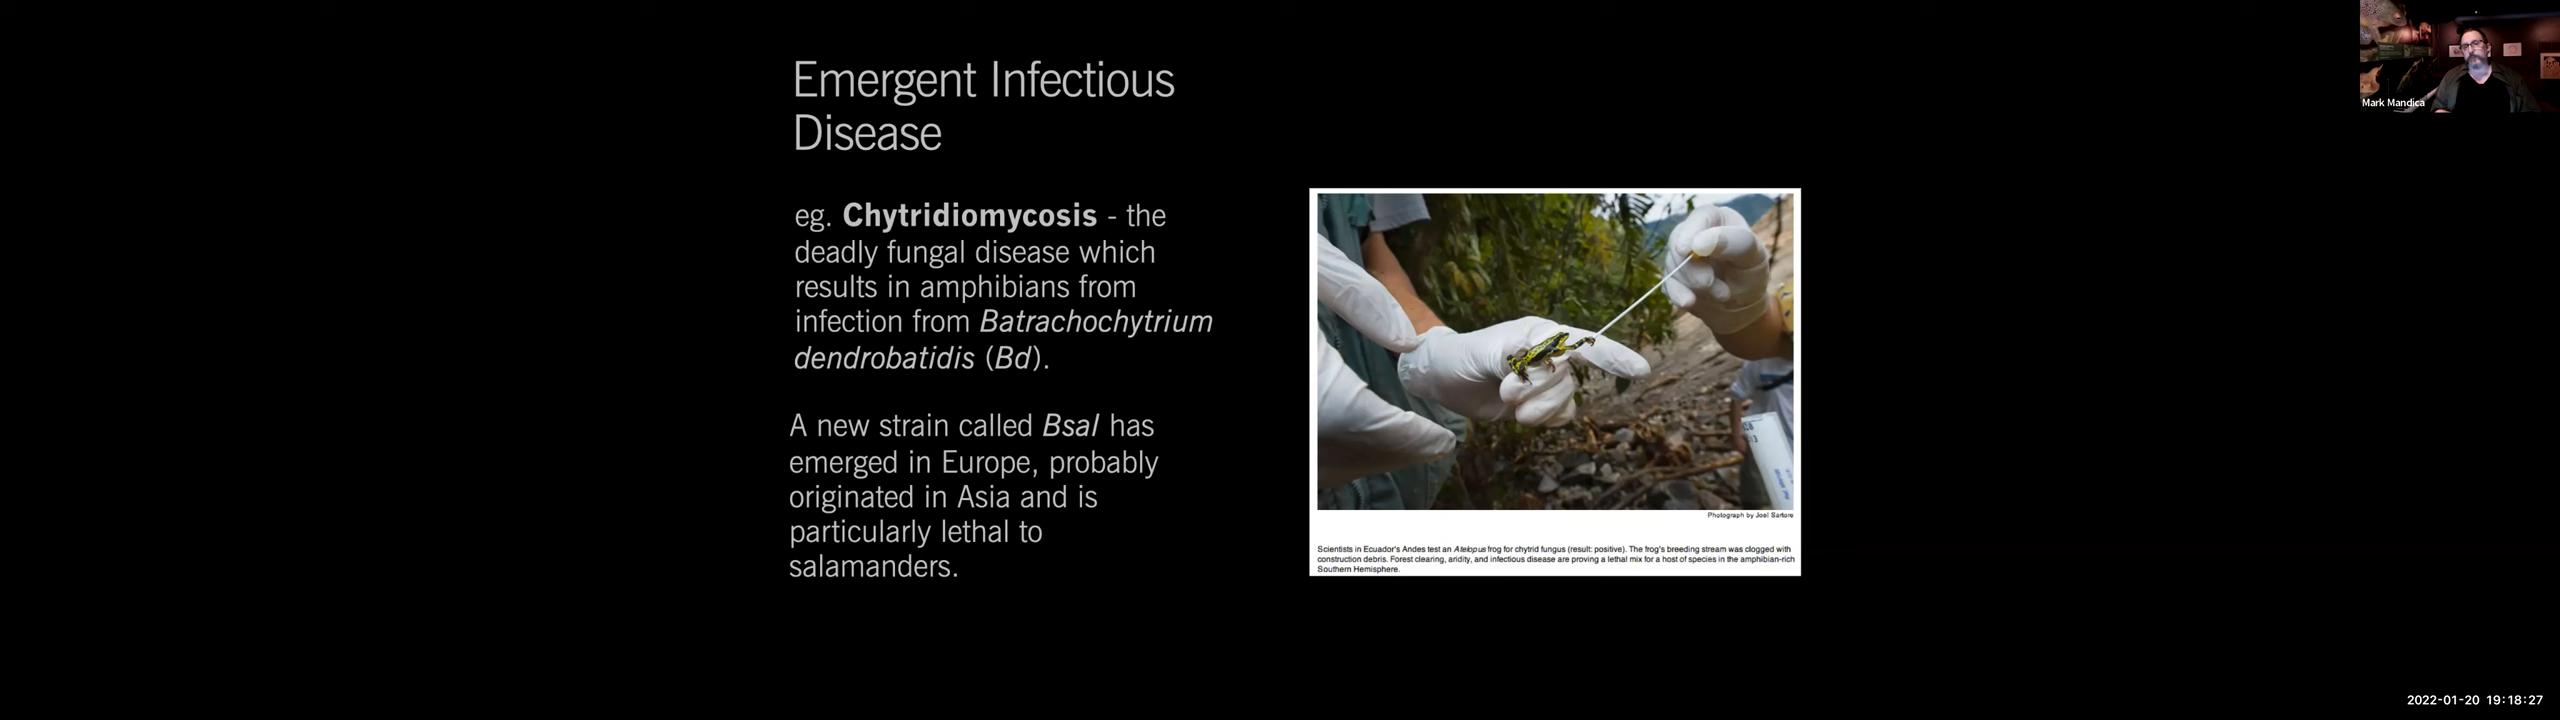 Emergent Infectious
Disease
eg. Chytridiomycosis - the
deadly fungal disease which
results in amphibians from
infection from Batrachochytrium
dendrobatidis (Bd).
A new strain called Bsal has
emerged in Europe, probably
originated in Asia and is
particularly lethal to
salamanders.
Photograph by Joel Sartore
Scientists in Ecuador's Andes test an Atelopus frog for chytrid fungus (result: positive). The frog's breeding stream was clogged with
construction debris. Forest clearing, aridity, and infectious disease are proving a lethal mix for a host of species in the amphibian-rich
Southern Hemisphere.
Mark Mandica
2022-01-20 19:18:27